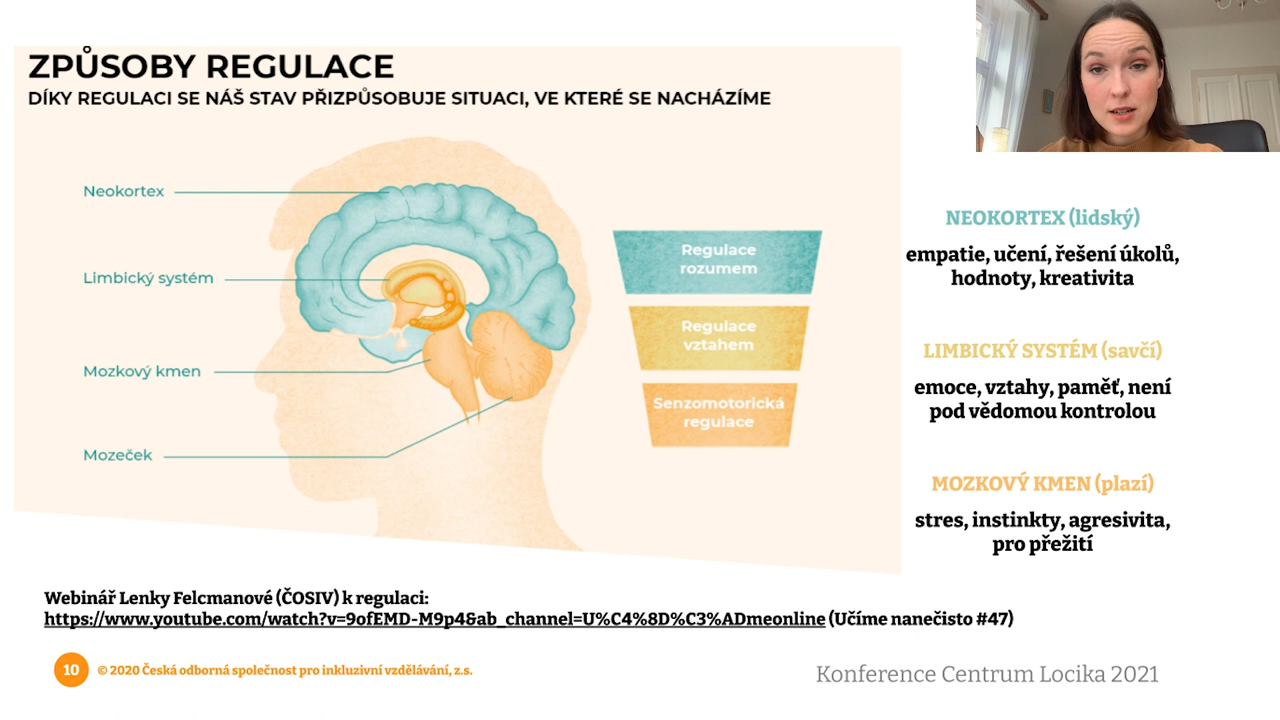 ZPŮSOBY REGULACE
DÍKY REGULACI SE NÁŠ STAV PŘIZPŮSOBUJE SITUACI, VE KTERÉ SE NACHÁZÍME
Neokortex
Limbický systém
Mozkový kmen
Mozeček
Regulace
rozumem
Regulace
vztahem
Senzomotorická
regulace
NEOKORTEX (lidský)
empatie, učení, řešení úkolů,
hodnoty, kreativita
LIMBICKÝ SYSTÉM (savčí)
emoce, vztahy, paměť, není
pod vědomou kontrolou
MOZKOVÝ KMEN (plazí)
stres, instinkty, agresivita,
pro přežití
Webinář Lenky Felcmanové (ČOSIV) k regulaci:
https://www.youtube.com/watch?v=9ofEMD-M9p4&ab_channel=U%C4%8D%C3%ADmeonline (Učíme nanečisto #47)
10 © 2020 Česká odborná společnost pro inkluzivní vzdělávání, z.s.
Konference Centrum Locika 2021